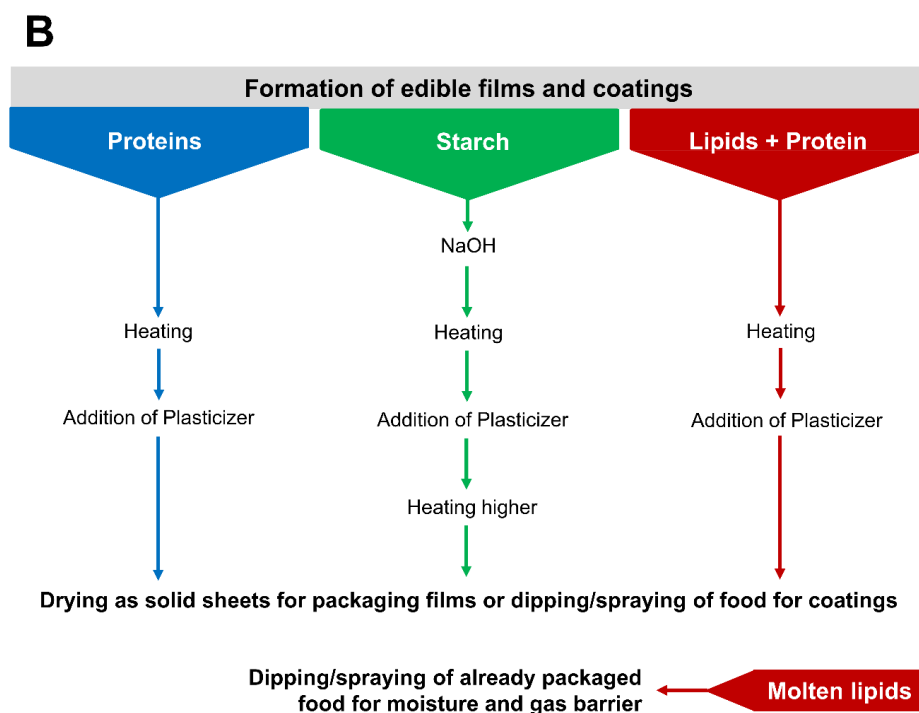 B
Formation of edible films and coatings
Proteins
Starch
Lipids + Protein
NaOH
Heating
Heating
Heating
Addition of Plasticizer
Addition of Plasticizer
Addition of Plasticizer
Heating higher
Drying as solid sheets for packaging films or dipping/spraying of food for coatings
Dipping/spraying of already packaged
food for moisture and gas barrier
Molten lipids